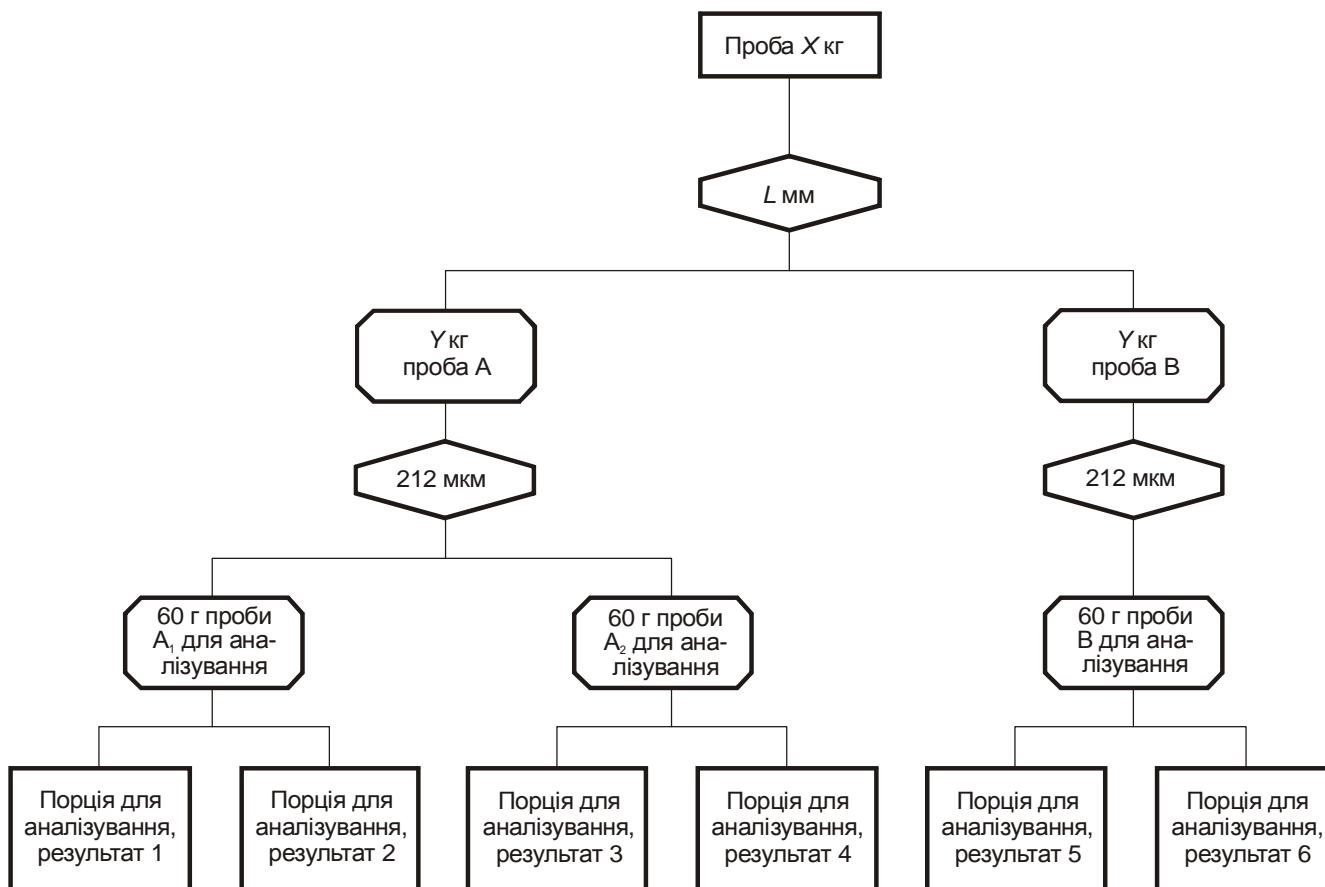 Проба X кг
L мм
Y кг
проба А
Y кг
проба В
212 мкм
212 мкм
60 г проби
А₁ для ана-
лізування
60 г проби
А₂ для ана-
лізування
60 г проби
В для ана-
лізування
Порція для
аналізування,
результат 1
Порція для
аналізування,
результат 2
Порція для
аналізування,
результат 3
Порція для
аналізування,
результат 4
Порція для
аналізування,
результат 5
Порція для
аналізування,
результат 6